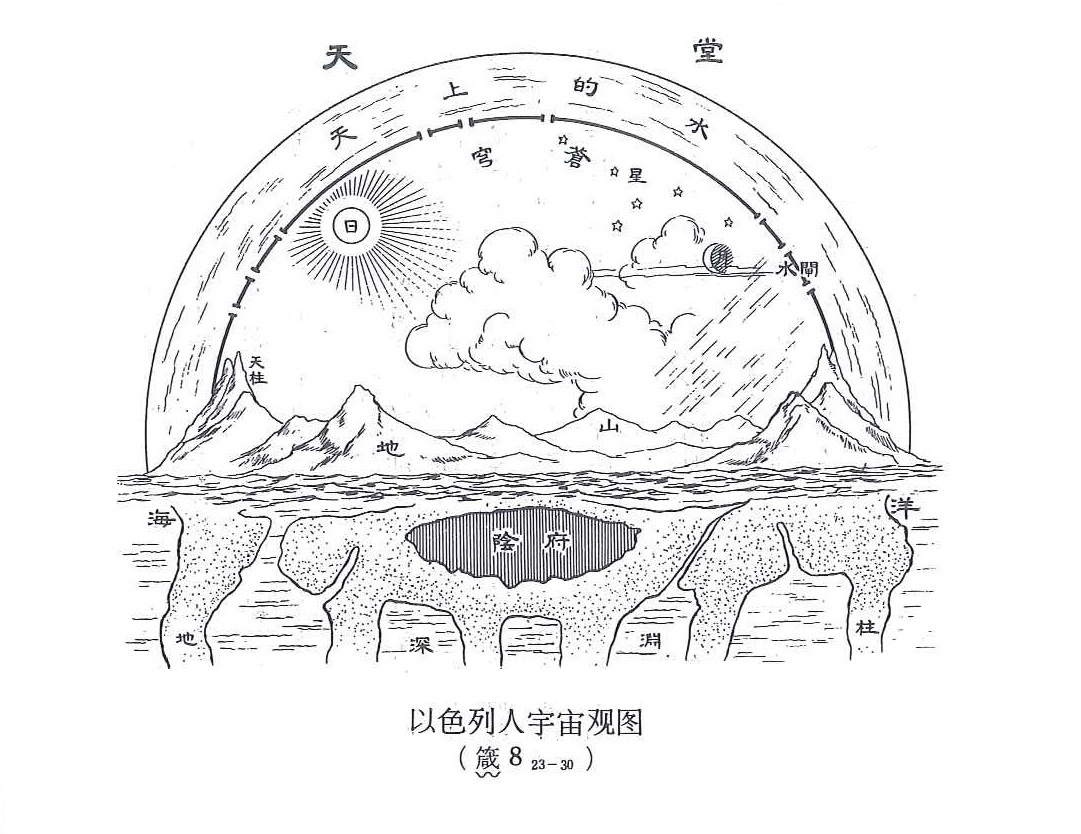 天堂
天上的水
穹蒼
星
日
水閘
天柱
山
地
海洋
陰府
地柱
深淵
以色列人宇宙观图
(箴8 23-30)